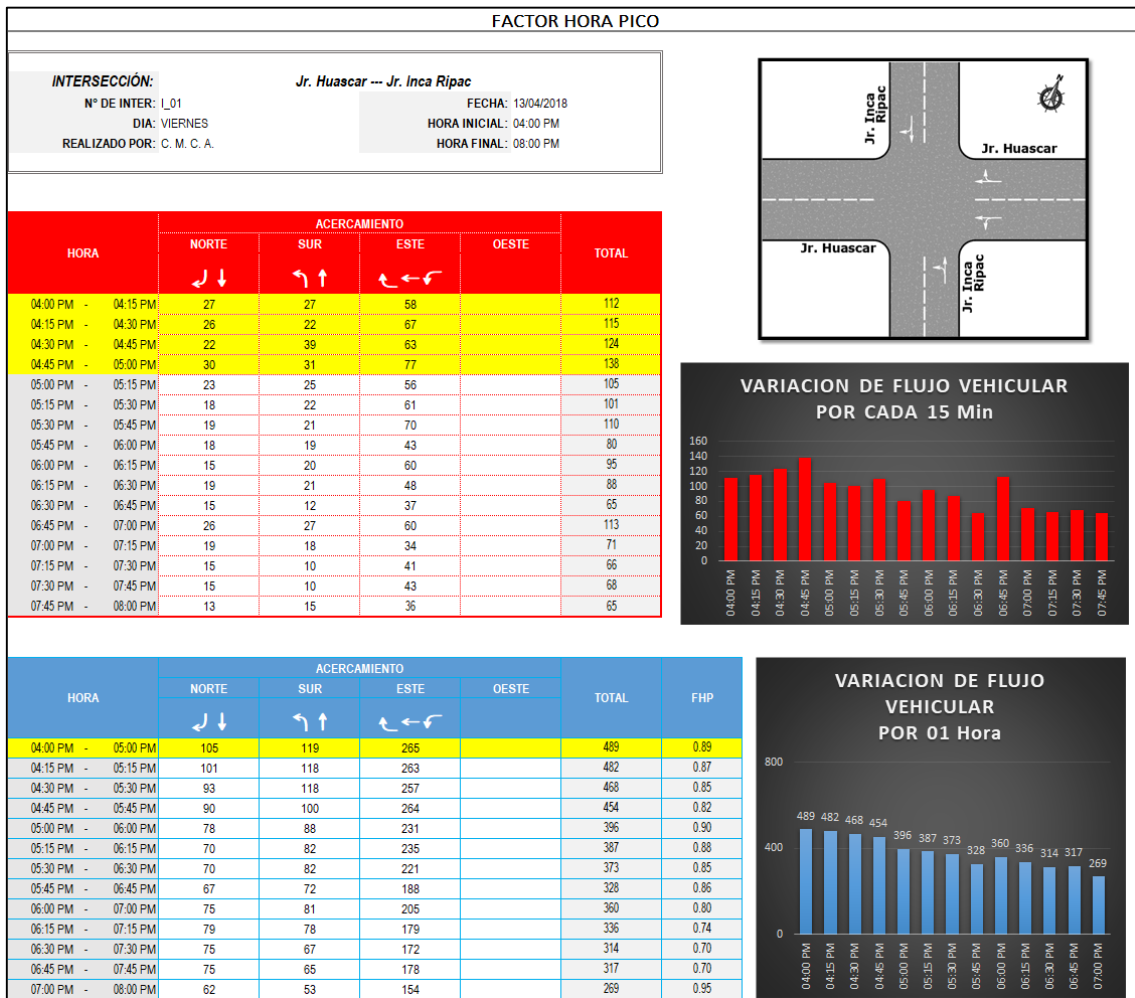 FACTOR HORA PICO
INTERSECCIÓN: Jr. Huascar --- Jr. Inca Ripac
Nº DE INTER: I_01 FECHA: 13/04/2018
DIA: VIERNES HORA INICIAL: 04:00 PM
REALIZADO POR: C. M. C. A. HORA FINAL: 08:00 PM
Jr. Inca
Ripac
Jr. Huascar
Jr. Huascar
Jr. Inca
Ripac
HORA ACERCAMIENTO TOTAL
NORTE SUR ESTE OESTE
04:00 PM - 04:15 PM 27 27 58 112
04:15 PM - 04:30 PM 26 22 67 115
04:30 PM - 04:45 PM 22 39 63 124
04:45 PM - 05:00 PM 30 31 77 138
05:00 PM - 05:15 PM 23 25 56 105
05:15 PM - 05:30 PM 18 22 61 101
05:30 PM - 05:45 PM 19 21 70 110
05:45 PM - 06:00 PM 18 19 43 80
06:00 PM - 06:15 PM 15 20 60 95
06:15 PM - 06:30 PM 19 21 48 88
06:30 PM - 06:45 PM 15 12 37 65
06:45 PM - 07:00 PM 26 27 60 113
07:00 PM - 07:15 PM 19 18 34 71
07:15 PM - 07:30 PM 15 10 41 66
07:30 PM - 07:45 PM 15 10 43 68
07:45 PM - 08:00 PM 13 15 36 65
VARIACION DE FLUJO VEHICULAR
POR CADA 15 Min
160
140
120
100
80
60
40
20
0
04:00 PM 04:15 PM 04:30 PM 04:45 PM 05:00 PM 05:15 PM 05:30 PM 05:45 PM 06:00 PM 06:15 PM 06:30 PM 06:45 PM 07:00 PM 07:15 PM 07:30 PM 07:45 PM
HORA ACERCAMIENTO TOTAL FHP
NORTE SUR ESTE OESTE
04:00 PM - 05:00 PM 105 119 265 489 0.89
04:15 PM - 05:15 PM 101 118 263 482 0.87
04:30 PM - 05:30 PM 93 118 257 468 0.85
04:45 PM - 05:45 PM 90 100 264 454 0.82
05:00 PM - 06:00 PM 78 88 231 396 0.90
05:15 PM - 06:15 PM 70 82 235 387 0.88
05:30 PM - 06:30 PM 70 82 221 373 0.85
05:45 PM - 06:45 PM 67 72 188 328 0.86
06:00 PM - 07:00 PM 75 81 205 360 0.80
06:15 PM - 07:15 PM 79 78 179 336 0.74
06:30 PM - 07:30 PM 75 67 172 314 0.70
06:45 PM - 07:45 PM 75 65 178 317 0.70
07:00 PM - 08:00 PM 62 53 154 269 0.95
VARIACION DE FLUJO
VEHICULAR
POR 01 Hora
800
400
0
489 482 468 454 396 387 373 328 360 336 314 317 269
04:00 PM 04:15 PM 04:30 PM 04:45 PM 05:00 PM 05:15 PM 05:30 PM 05:45 PM 06:00 PM 06:15 PM 06:30 PM 06:45 PM 07:00 PM